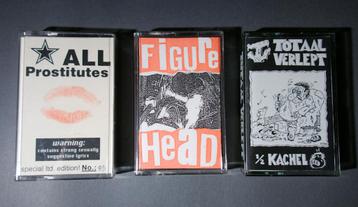 ALL
Prostitutes
warning:
contains strong sexually
suggestive lyrics
special ltd. edition! No.: 95
FIGURE
HEAD
TOTAAL
VERLEPT
1/2 KACHEL